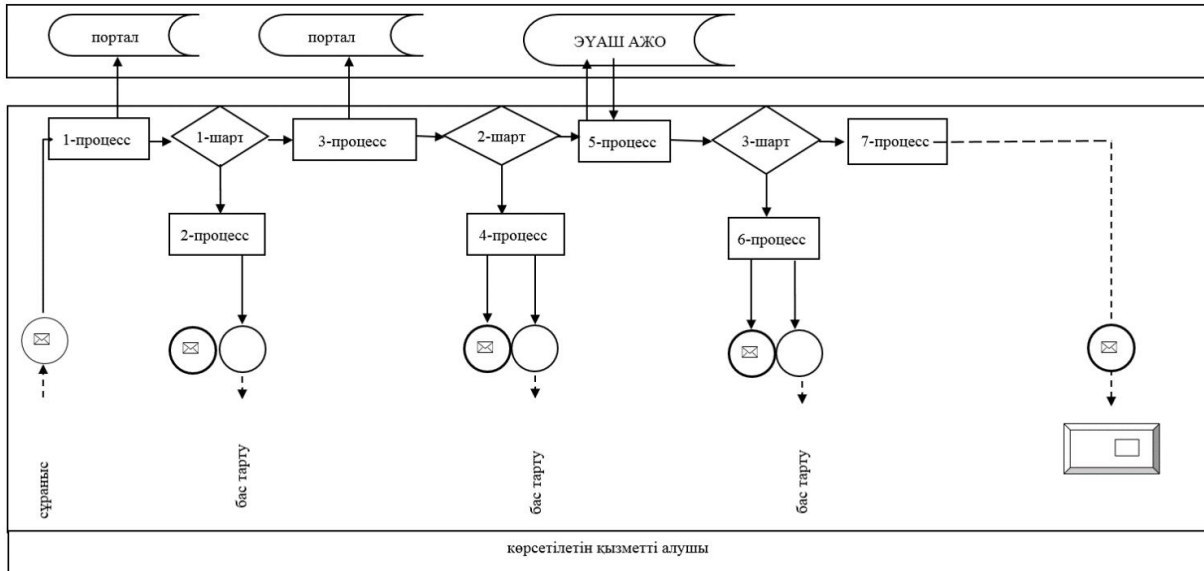 портал
портал
ЭҮАШ АЖО
1-процесс
1-шарт
3-процесс
2-шарт
5-процесс
3-шарт
7-процесс
2-процесс
4-процесс
6-процесс
сұраныс
бас тарту
бас тарту
бас тарту
көрсетілетін қызметті алушы